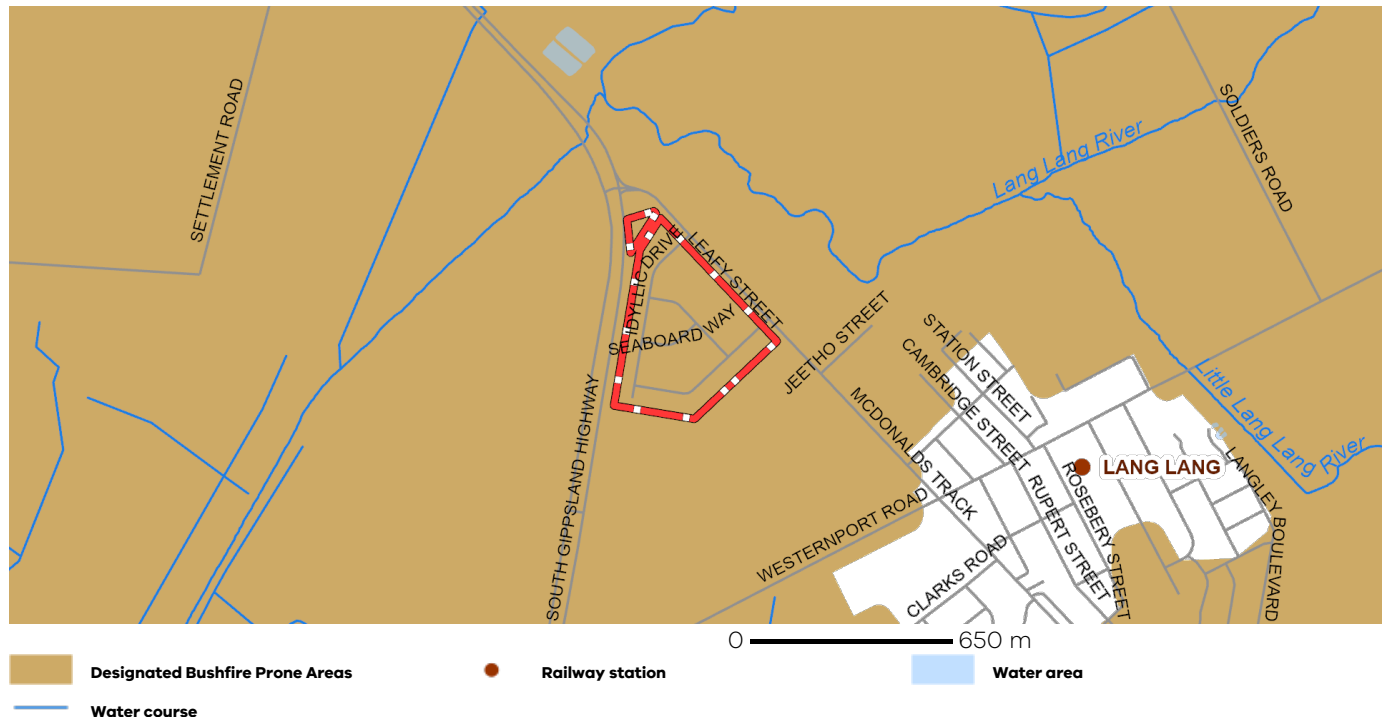 SETTLEMENT ROAD
SOLDIERS ROAD
Lang Lang River
IDYLLIC DRIVE
LEAFY STREET
SEABOARD WAY
JEETHO STREET
STATION STREET
CAMBRIDGE STREET
MCDONALDS TRACK
Little Lang Lang River
SOUTH GIPPSLAND HIGHWAY
WESTERNPORT ROAD
ROSEBERY STREET
LANG LANG
RUPERT STREET
LANGLEY BOULEVARD
CLARKS ROAD
0 650 m
Designated Bushfire Prone Areas
Railway station
Water area
Water course